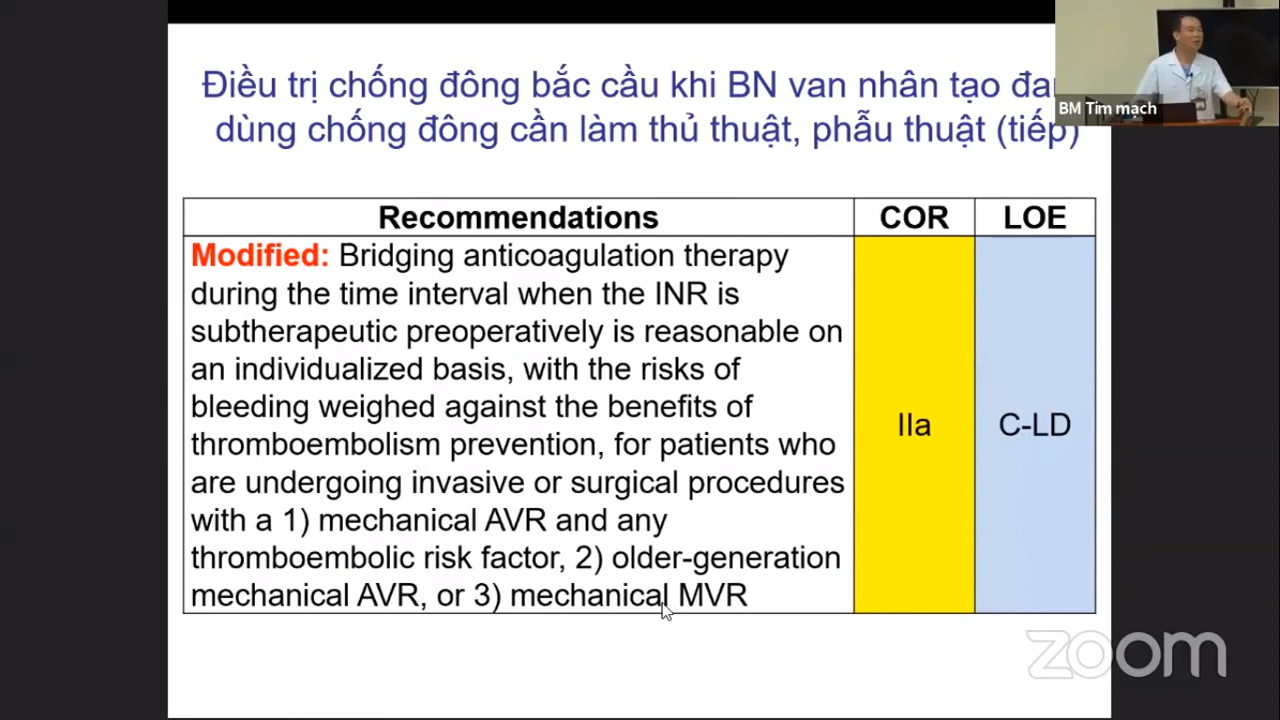 Điều trị chống đông bắc cầu khi BN van nhân tạo
dùng chống đông cần làm thủ thuật, phẫu thuật (tiếp)
BM Tim mạch
Recommendations COR LOE
Modified: Bridging anticoagulation therapy
during the time interval when the INR is
subtherapeutic preoperatively is reasonable on
an individualized basis, with the risks of
bleeding weighed against the benefits of
thromboembolism prevention, for patients who
are undergoing invasive or surgical procedures
with a 1) mechanical AVR and any
thromboembolic risk factor, 2) older-generation
mechanical AVR, or 3) mechanical MVR
IIa
C-LD
zoom